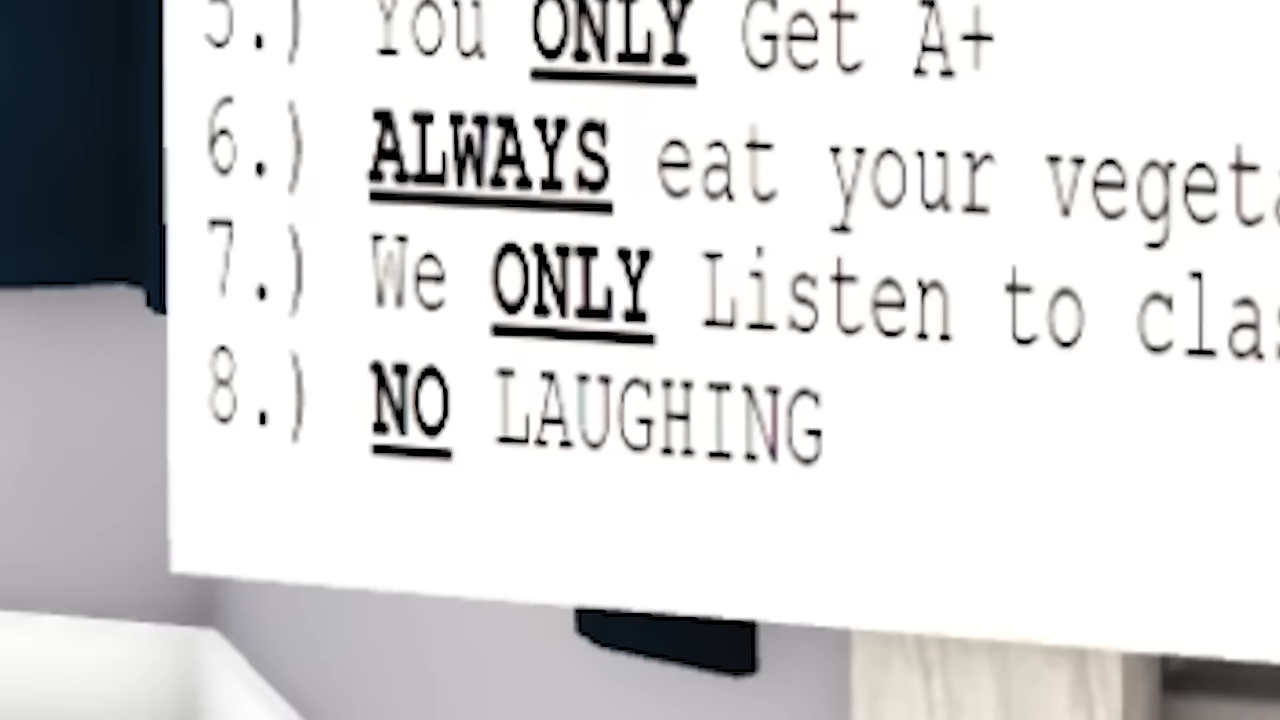 5.) You ONLY Get A+
6.) ALWAYS eat your
7.) We ONLY Listen to
8.) NO LAUGHING